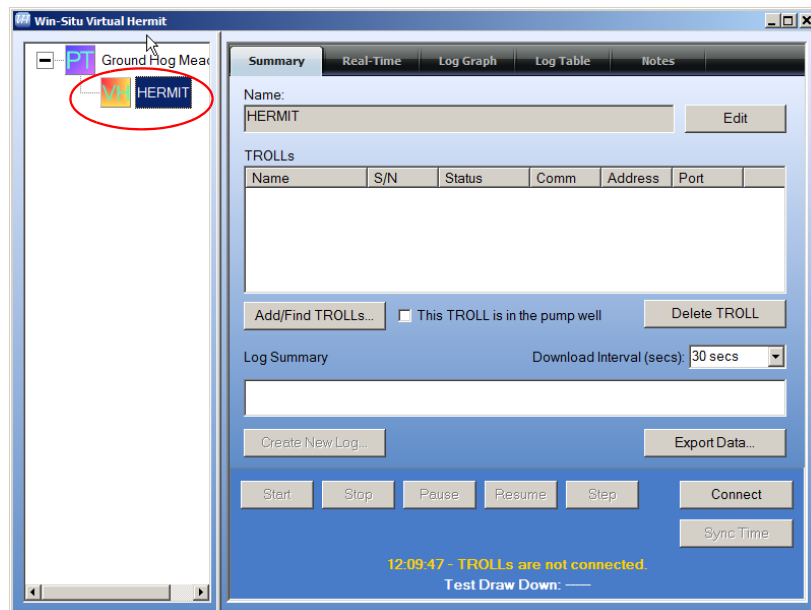 Win-Situ Virtual Hermit
PT Ground Hog Mead
VH HERMIT
Summary Real-Time Log Graph Log Table Notes
Name:
HERMIT Edit
TROLLs
Name S/N Status Comm Address Port
Add/Find TROLLs... This TROLL is in the pump well Delete TROLL
Log Summary Download Interval (secs): 30 secs
Create New Log... Export Data...
Start Stop Pause Resume Step Connect
Sync Time
12:09:47 - TROLLs are not connected.
Test Draw Down: -----